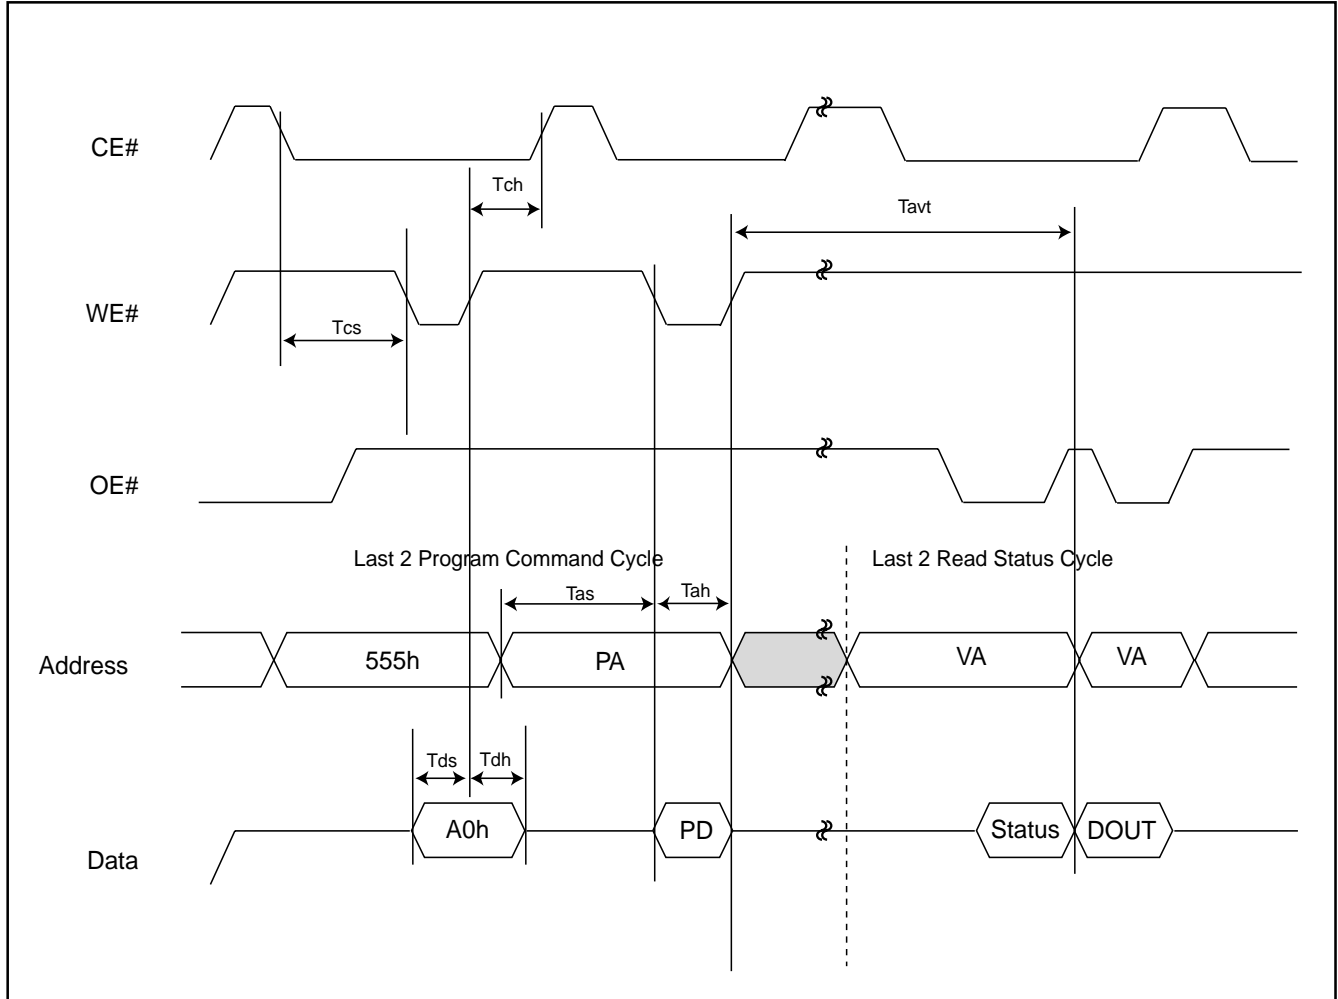 CE#
Tch
Tavt
WE#
Tcs
OE#
Last 2 Program Command Cycle
Last 2 Read Status Cycle
Tas
Tah
Address
555h
PA
VA
VA
Tds
Tdh
Data
A0h
PD
Status
DOUT